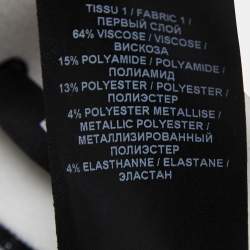 TISSU 1 / FABRIC 1 /
ПЕРВЫЙ СЛОЙ
64% VISCOSE / VISCOSE /
ВИСКОЗА
15% POLYAMIDE / POLYAMIDE /
ПОЛИАМИД
13% POLYESTER / POLYESTER /
ПОЛИЭСТЕР
4% POLYESTER METALLISE /
METALLIC POLYESTER /
МЕТАЛЛИЗИРОВАННЫЙ
ПОЛИЭСТЕР
4% ELASTHANNE / ELASTANE /
ЭЛАСТАН